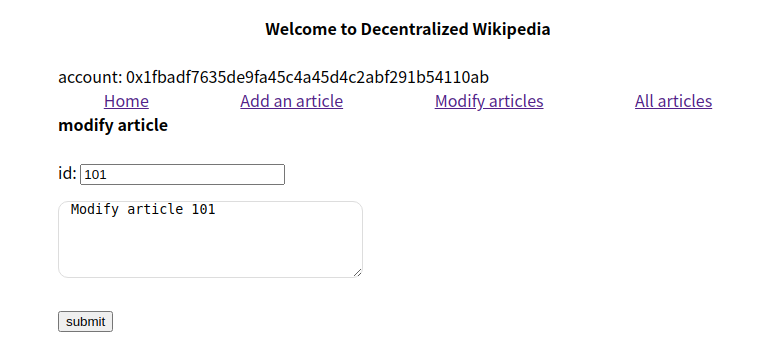 Welcome to Decentralized Wikipedia
account: 0x1fbadf7635de9fa45c4a45d4c2abf291b54110ab
Home Add an article Modify articles All articles
modify article
id: 101
Modify article 101
submit